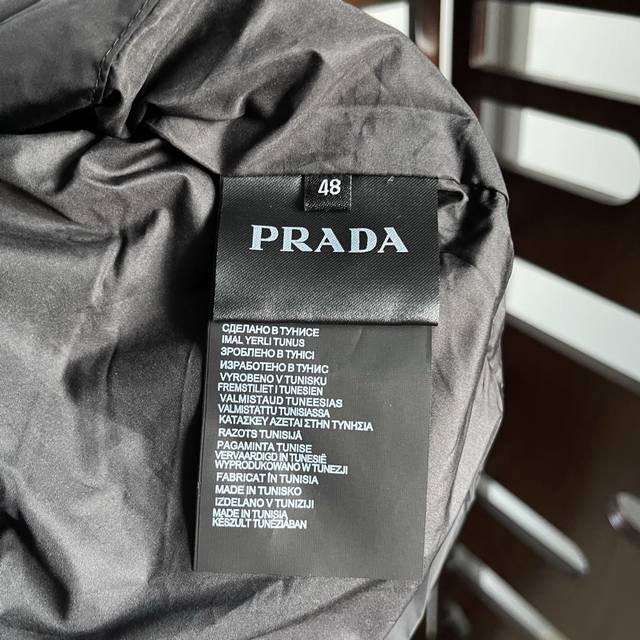 48
PRADA
СДЕЛАНО В ТУНИСЕ
IMAL YERLI TUNUS
ЗРОБЛЕНО В ТУНІСІ
ИЗРАБОТЕНО В ТУНИС
VYROBENO V TUNISKU
FREMSTILIET I TUNESIEN
VALMISTAUD TUNEESIAS
VALMISTATTU TUNISIASSA
ΚΑΤΑΣΚΕΥ ΑΖΕΤΑΙ ΣΤΗΝ ΤΥΝΗΣΙΑ
RAZOTS TUNISIJĀ
PAGAMINTA TUNISE
VERVAARDIGD IN TUNESIË
WYPRODUKOWANO W TUNEZJI
FABRICAT ÎN TUNISIA
MADE IN TUNISKO
IZDELANO V TUNIZIJI
MADE IN TUNISIA
KÉSZULT TUNÉZIÁBAN